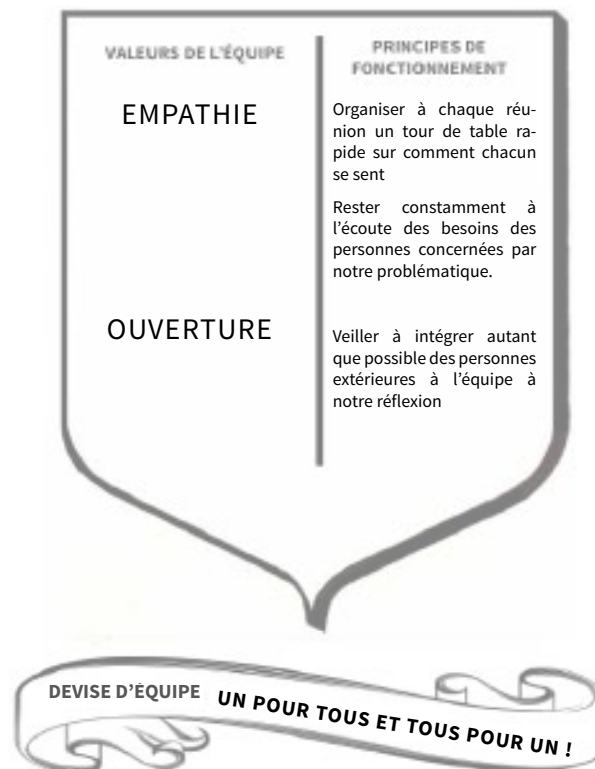 VALEURS DE L'ÉQUIPE
EMPATHIE
OUVERTURE
PRINCIPES DE
FONCTIONNEMENT
Organiser à chaque réu-
nion un tour de table ra-
pide sur comment chacun
se sent
Rester constamment à
l'écoute des besoins des
personnes concernées par
notre problématique.
Veiller à intégrer autant
que possible des personnes
extérieures à l'équipe à
notre réflexion
DEVISE D'ÉQUIPE UN POUR TOUS ET TOUS POUR UN !